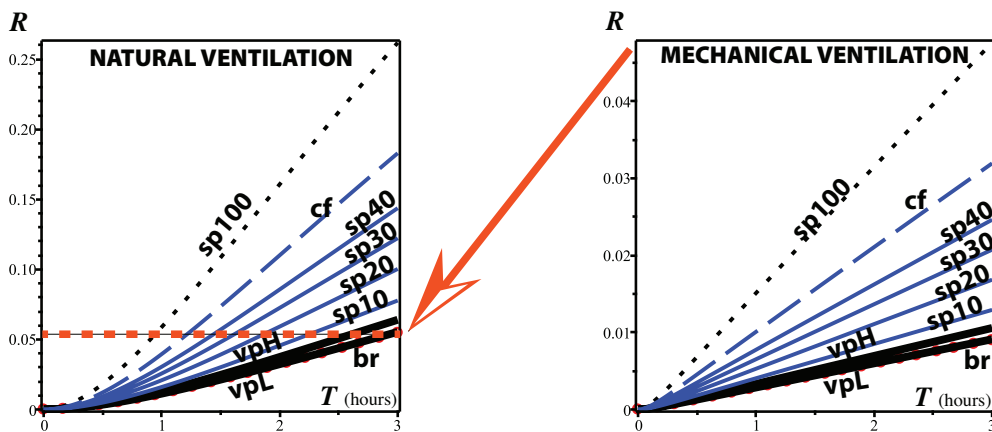 R
NATURAL VENTILATION
0.25
0.20
0.15
0.10
0.05
0
sp100
cf
sp40
sp30
sp20
sp10
vpH
vpL
br
T (hours)
0
1
2
3
R
MECHANICAL VENTILATION
0.04
0.03
0.02
0.01
0
sp100
cf
sp40
sp30
sp20
sp10
vpH
vpL
br
T (hours)
0
1
2
3